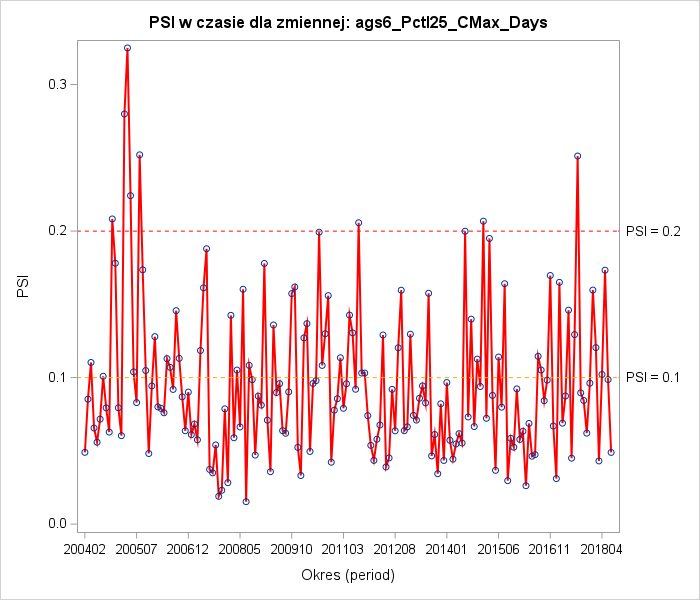 PSI w czasie dla zmiennej: ags6_Pctl25_CMax_Days
0.3
0.2
PSI = 0.2
PSI
0.1
PSI = 0.1
0.0
200402 200507 200612 200805 200910 201103 201208 201401 201506 201611 201804
Okres (period)